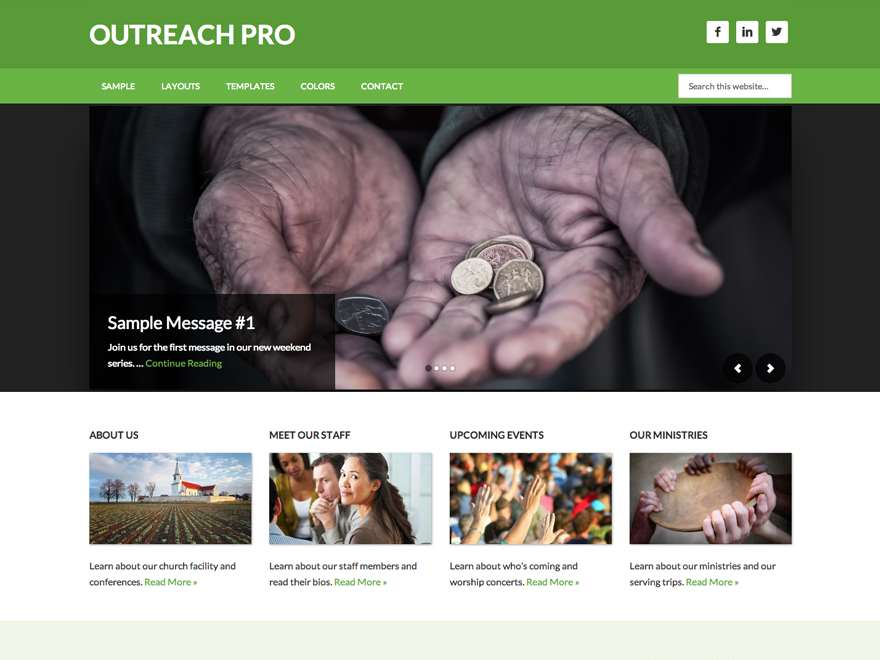 OUTREACH PRO
SAMPLE LAYOUTS TEMPLATES COLORS CONTACT
Search this website...
Sample Message #1
Join us for the first message in our new weekend
series. ... Continue Reading
ABOUT US
Learn about our church facility and
conferences. Read More »
MEET OUR STAFF
Learn about our staff members and
read their bios. Read More »
UPCOMING EVENTS
Learn about who's coming and
worship concerts. Read More »
OUR MINISTRIES
Learn about our ministries and our
serving trips. Read More »